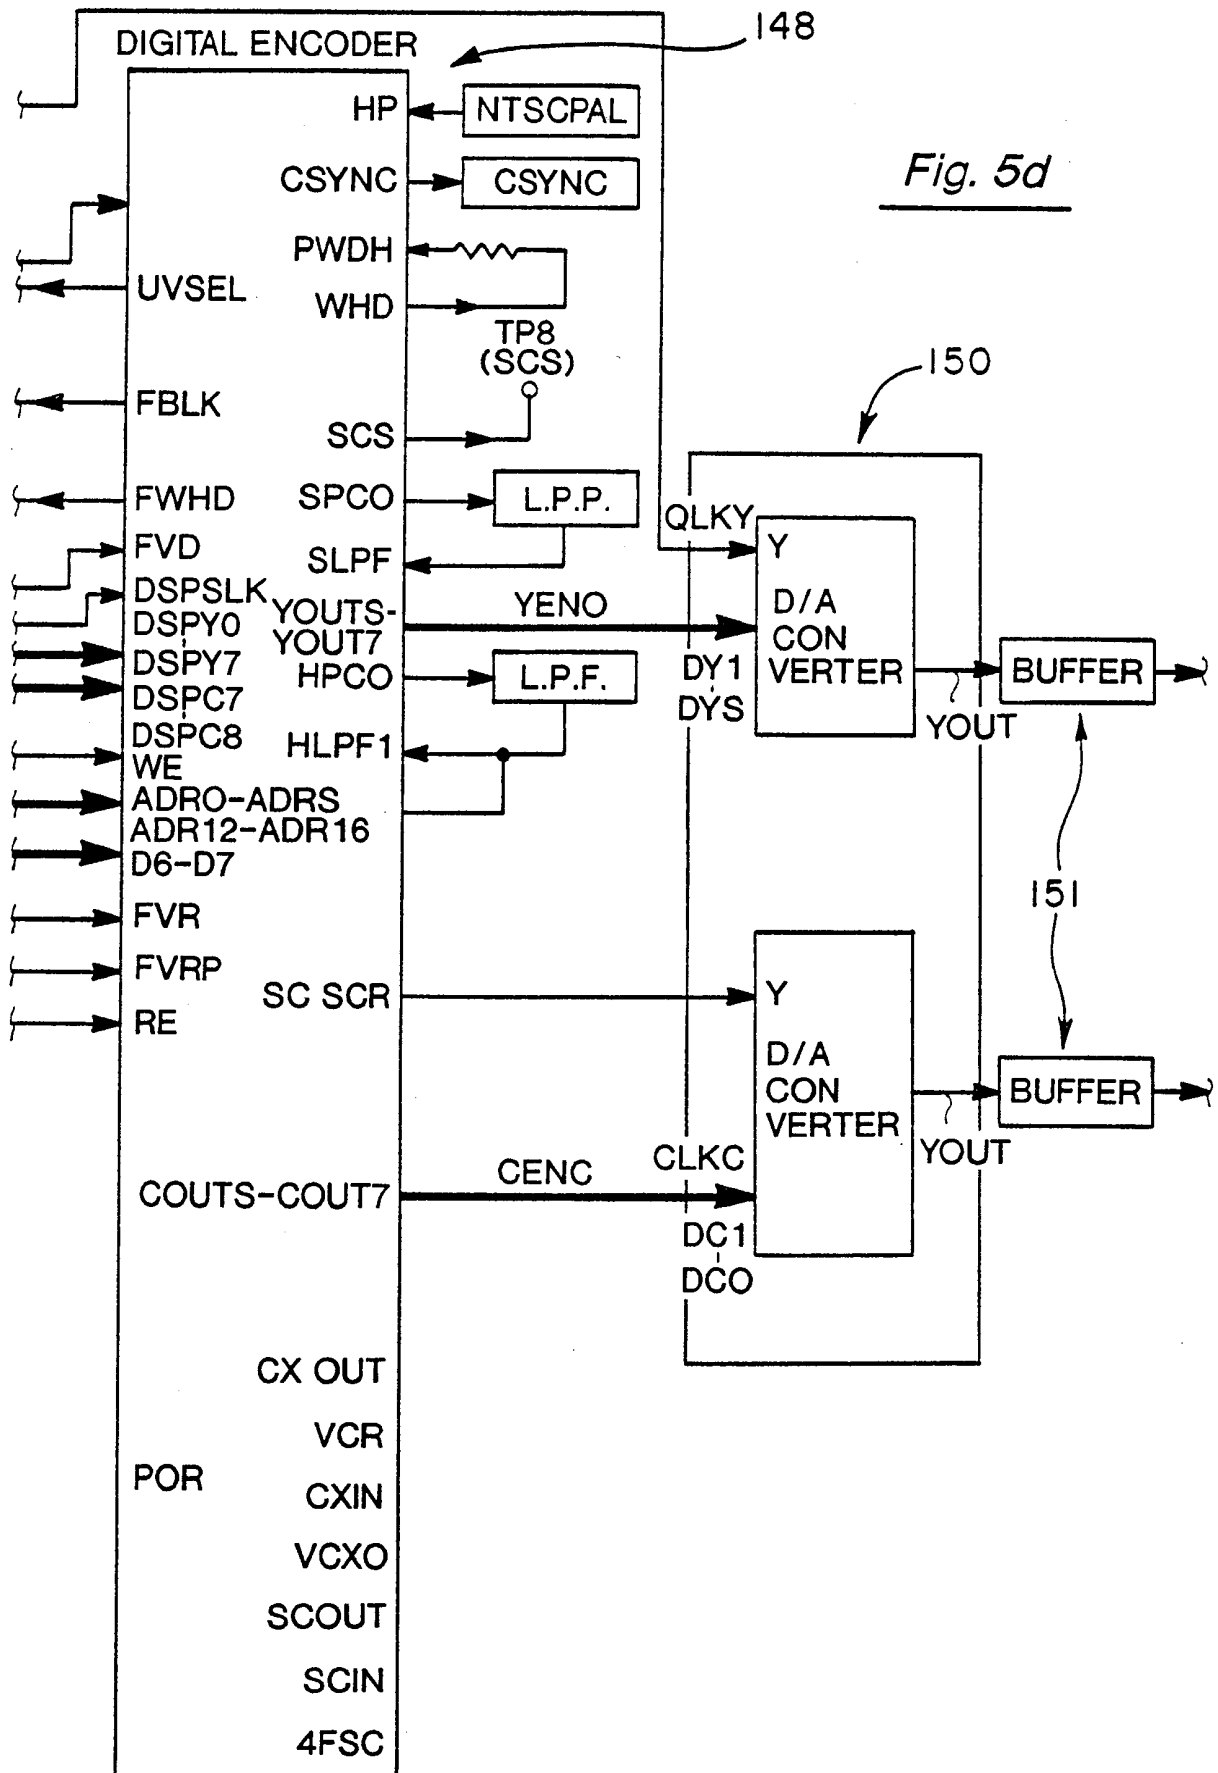 DIGITAL ENCODER
148
HP
NTSCPAL
CSYNC
CSYNC
Fig. 5d
PWDH
UVSEL
WHD
TP8
(SCS)
150
FBLK
SCS
FWHD
SPCO
L.P.P.
QLKY
Y
FVD
SLPF
DSPSLK
YOUTS-
YENO
D/A
DSPY0
YOUT7
CON
DSPY7
HPCO
L.P.F.
DY1
VERTER
BUFFER
DSPC7
DYS
YOUT
DSPC8
HLPF1
WE
ADRO-ADRS
ADR12-ADR16
D6-D7
151
FVR
FVRP
SC SCR
Y
RE
D/A
CON
BUFFER
VERTER
CLKC
YOUT
COUTS-COUT7
CENC
DC1
DCO
CX OUT
VCR
POR
CXIN
VCXO
SCOUT
SCIN
4FSC